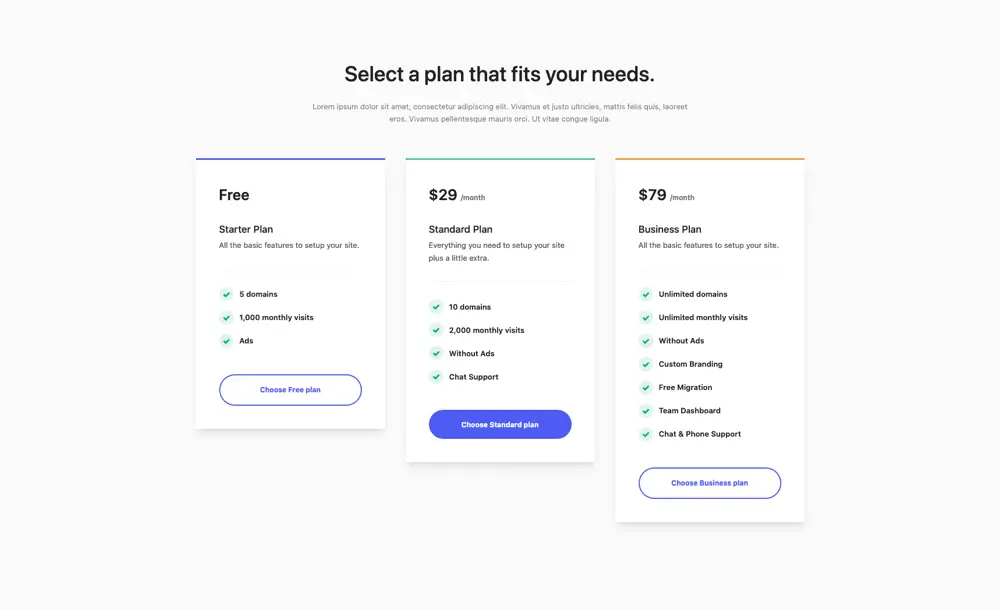 Select a plan that fits your needs.
Lorem ipsum dolor sit amet, consectetur adipiscing elit. Vivamus et justo ultricies, mattis felis quis, laoreet
eros. Vivamus pellentesque mauris orci. Ut vitae congue ligula.
Free
Starter Plan
All the basic features to setup your site.
5 domains
1,000 monthly visits
Ads
Choose Free plan
$29 /month
Standard Plan
Everything you need to setup your site
plus a little extra.
10 domains
2,000 monthly visits
Without Ads
Chat Support
Choose Standard plan
$79 /month
Business Plan
All the basic features to setup your site.
Unlimited domains
Unlimited monthly visits
Without Ads
Custom Branding
Free Migration
Team Dashboard
Chat & Phone Support
Choose Business plan